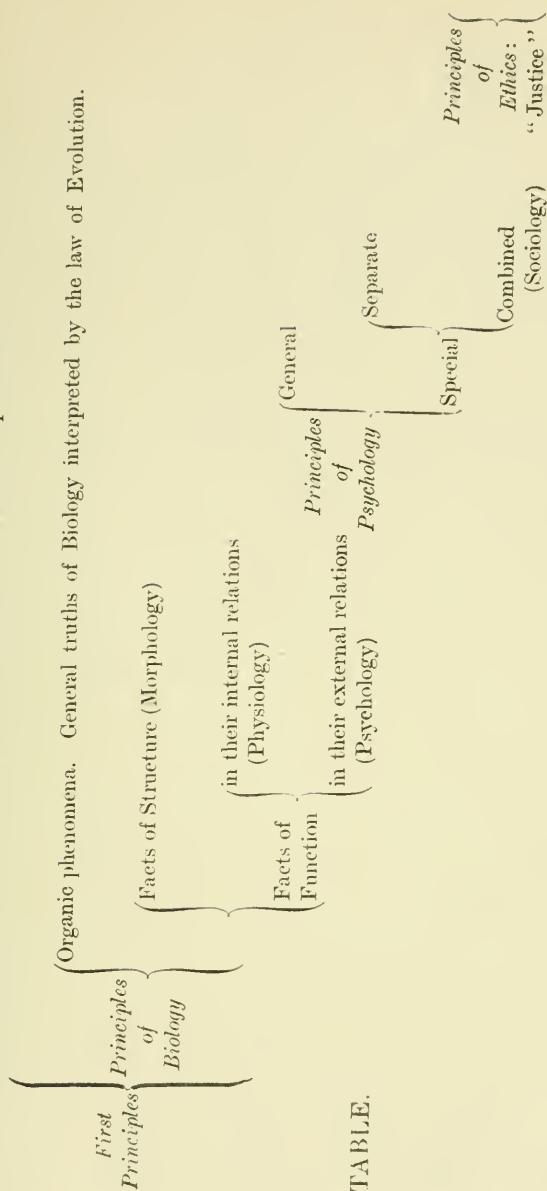 First
Principles
Principles
of
Biology
Organic phenomena. General truths of Biology interpreted by the law of Evolution.
Facts of Structure (Morphology)
Facts of
Function
in their internal relations
(Physiology)
in their external relations
(Psychology)
Principles
of
Psychology
General
Special
Separate
Combined
(Sociology)
Principles
of
Ethics:
“Justice”
TABLE.